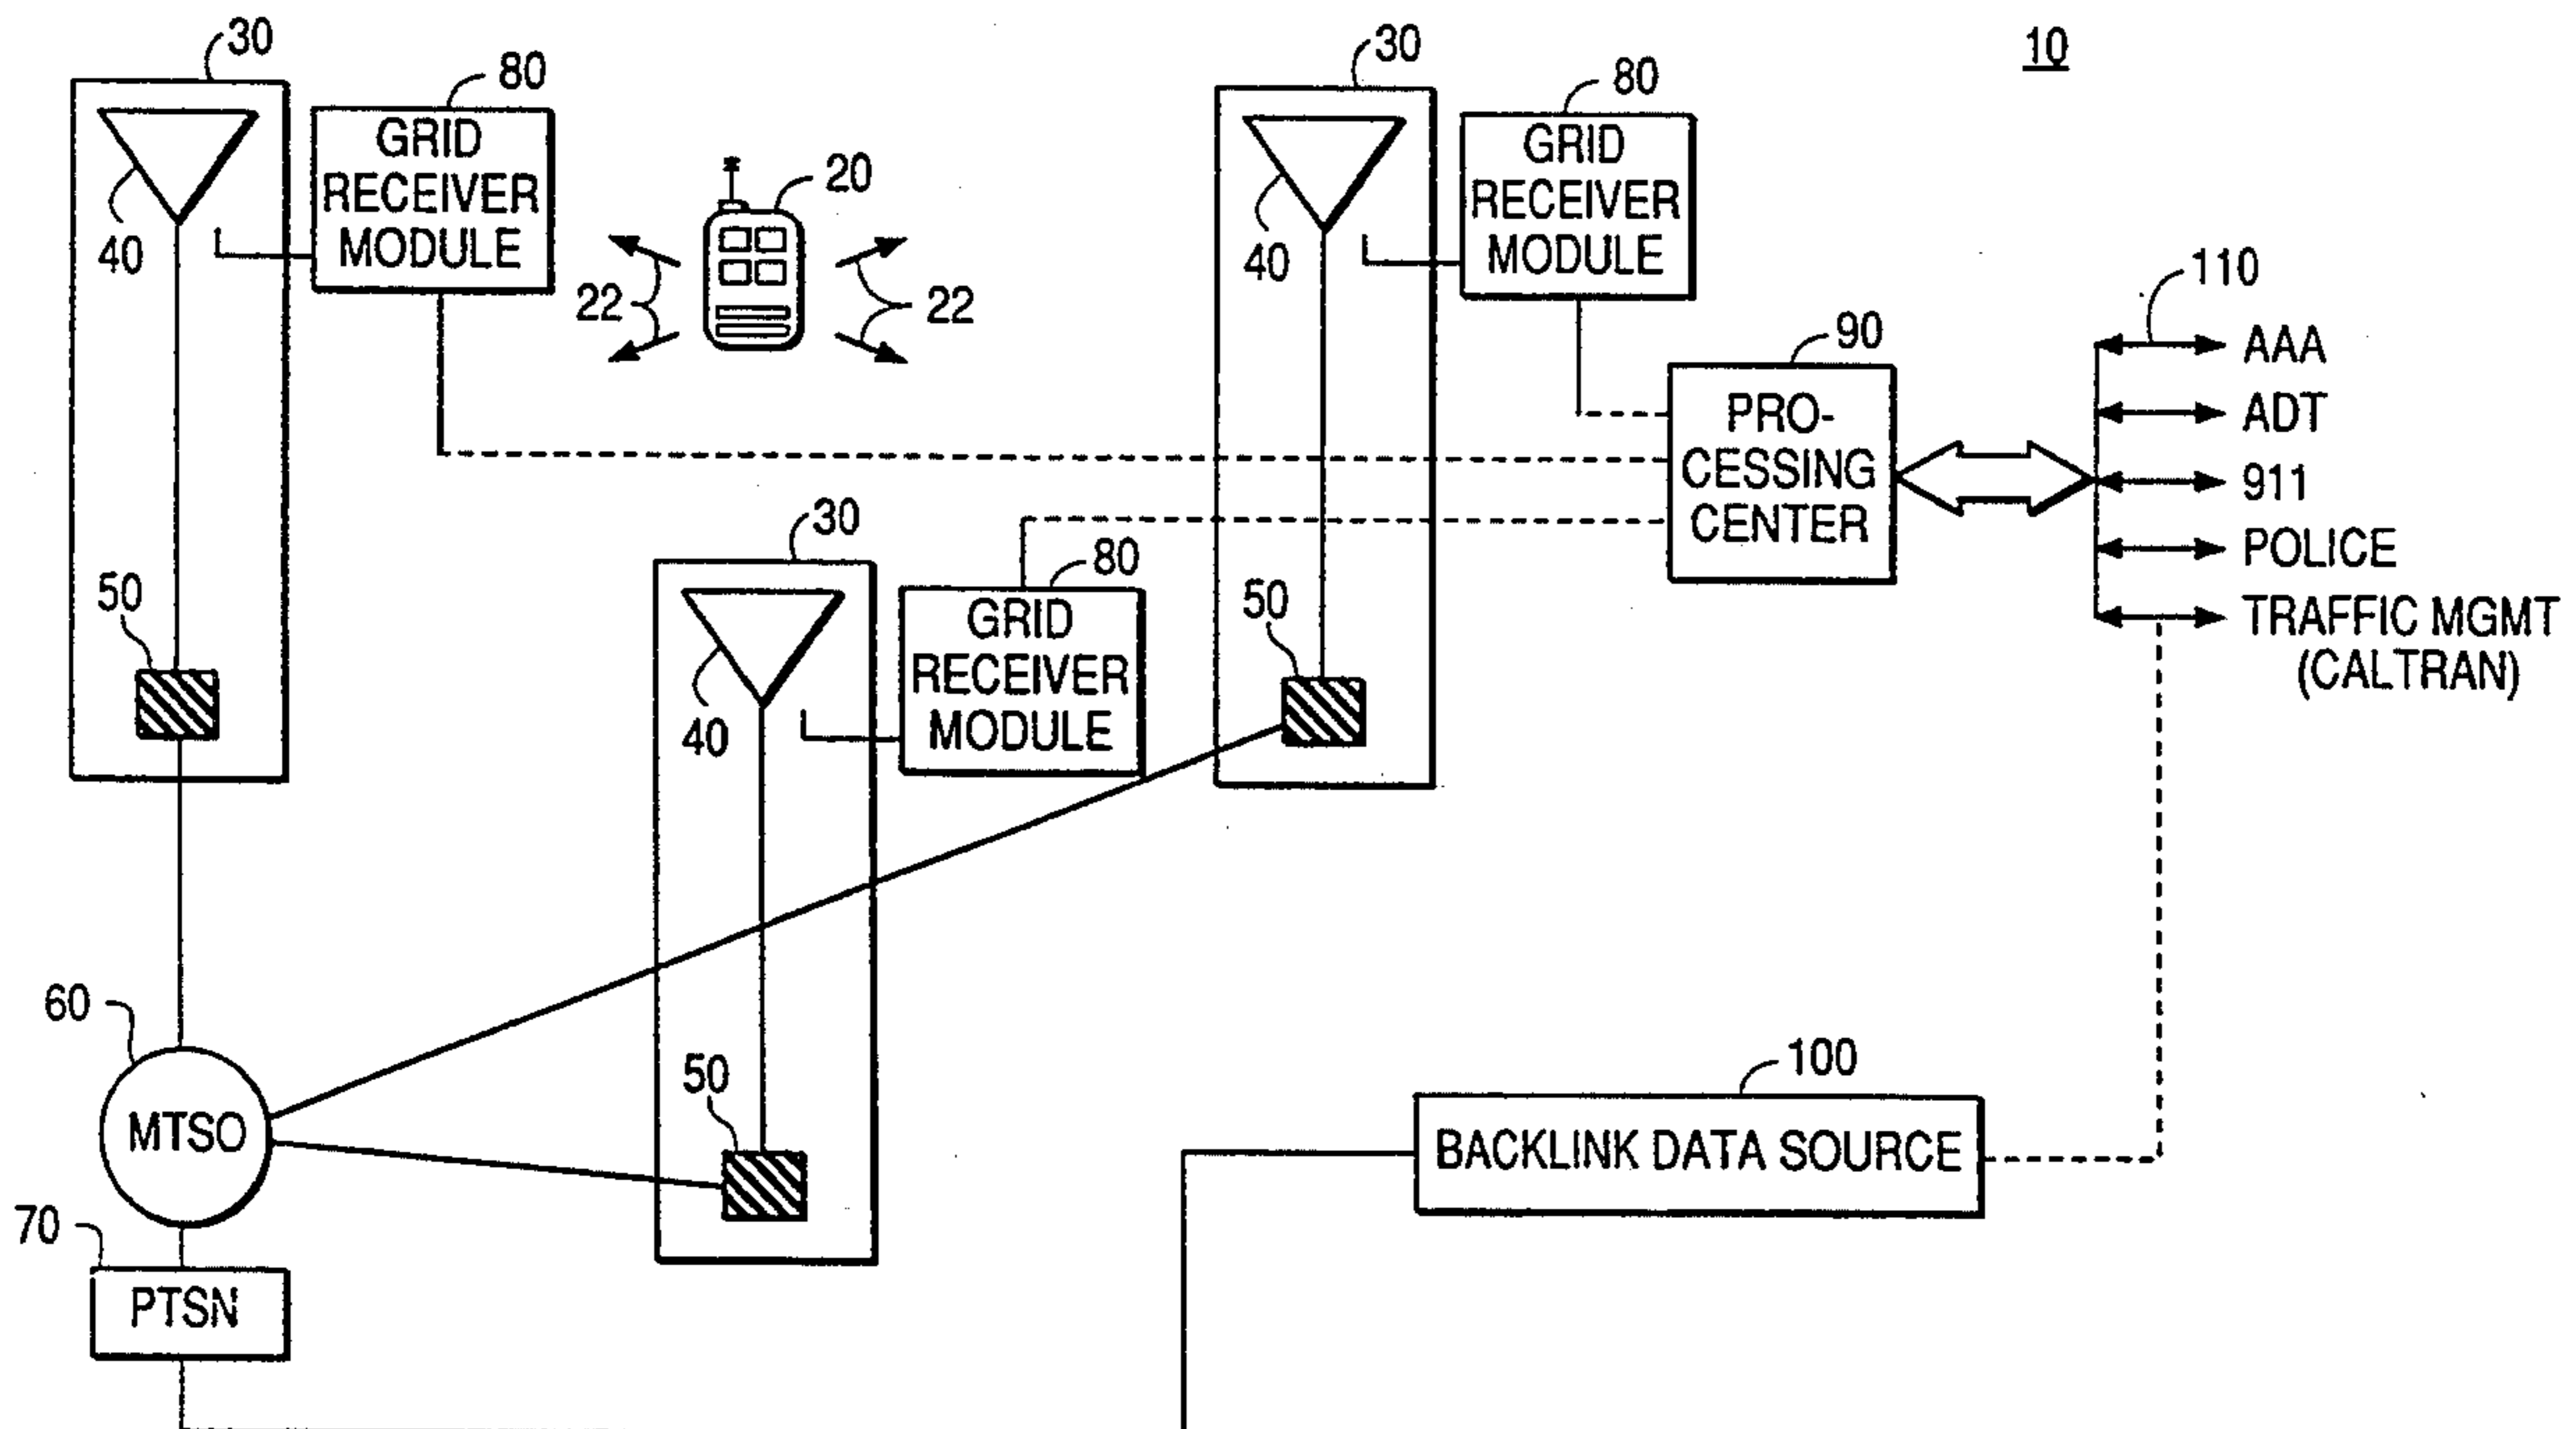 10
30
80
GRID
RECEIVER
MODULE
40
20
22
22
30
80
GRID
RECEIVER
MODULE
40
110
AAA
ADT
911
POLICE
TRAFFIC MGMT
(CALTRAN)
90
PRO-
CESSING
CENTER
50
30
80
GRID
RECEIVER
MODULE
40
50
60
MTSO
50
100
BACKLINK DATA SOURCE
70
PTSN